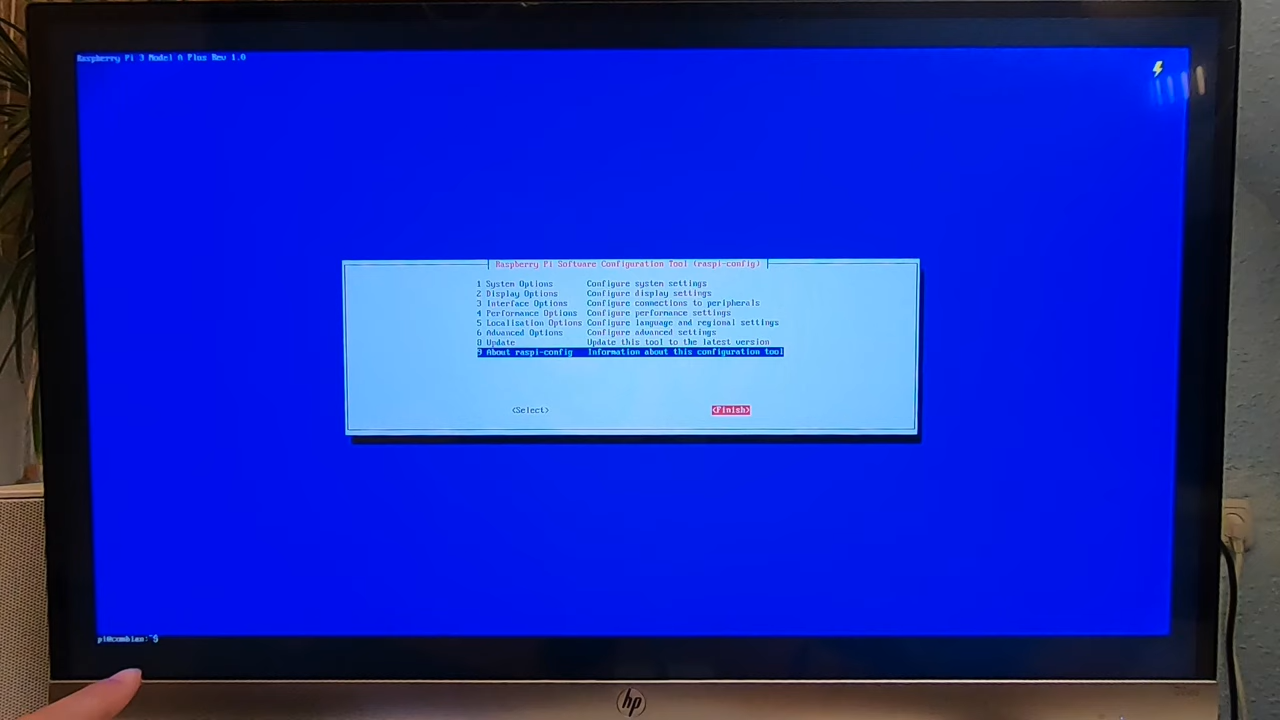 Raspberry Pi 3 Model A Plus Rev 1.0
Raspberry Pi Software Configuration Tool (raspi-config)
1 System Options Configure system settings
2 Display Options Configure display settings
3 Interface Options Configure connections to peripherals
4 Performance Options Configure performance settings
5 Localisation Options Configure language and regional settings
6 Advanced Options Configure advanced settings
8 Update Update this tool to the latest version
9 About raspi-config Information about this configuration tool
<Select> <Finish>
hp